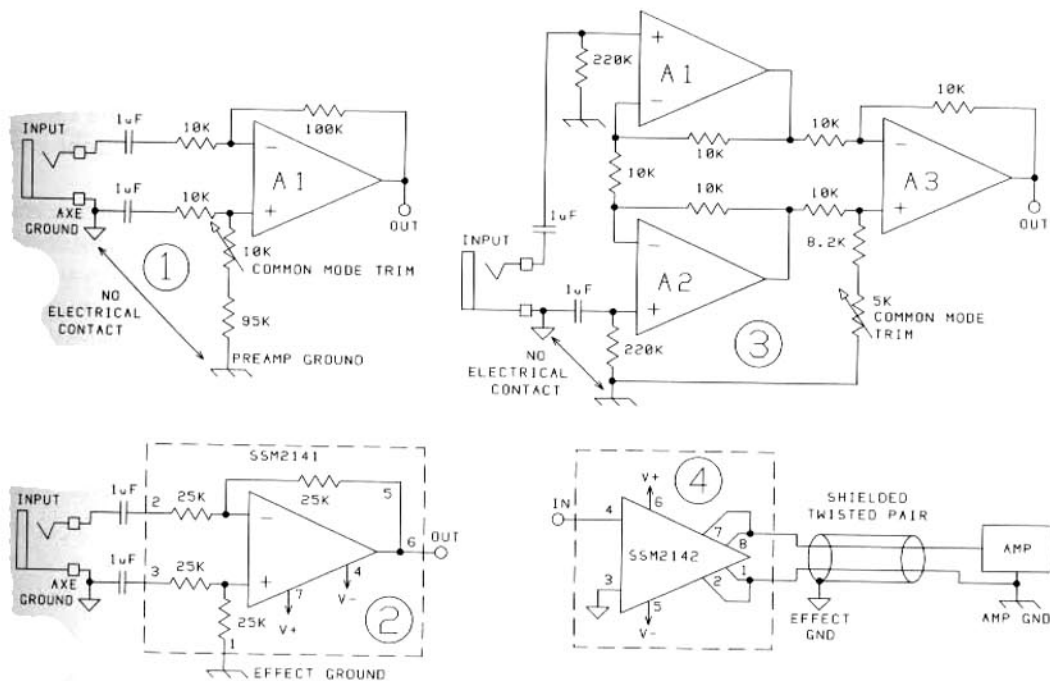 1uF
10K
100K
INPUT
A1
1uF
10K
OUT
AXE
GROUND
1
10K
COMMON MODE TRIM
NO
ELECTRICAL
CONTACT
95K
PREAMP GROUND
220K
A1
10K
10K
10K
10K
10K
10K
A3
OUT
1uF
INPUT
1uF
A2
8.2K
5K
COMMON MODE
TRIM
3
NO
ELECTRICAL
CONTACT
220K
SSM2141
INPUT
1uF
2
25K
25K
5
6
OUT
1uF
3
25K
4
V-
7
V+
AXE
GROUND
25K
1
2
EFFECT GROUND
4
V+
6
IN
4
7
8
SSM2142
1
2
3
5
V-
SHIELDED
TWISTED PAIR
AMP
EFFECT
GND
AMP GND